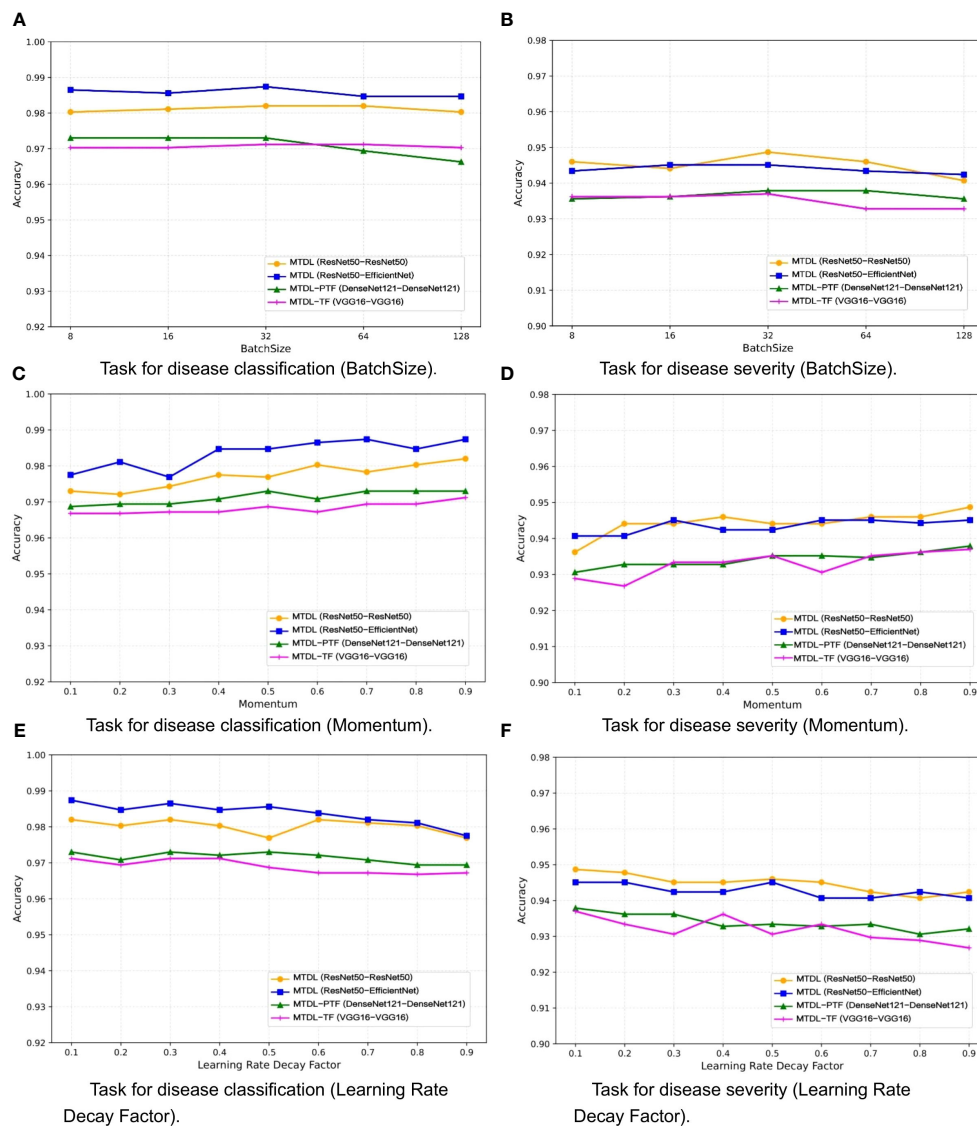 A
1.00
0.99
0.98
0.97
0.96
0.95
0.94
0.93
0.92
Accuracy
MTDL (ResNet50-ResNet50)
MTDL (ResNet50-EfficientNet)
MTDL-PTF (DenseNet121-DenseNet121)
MTDL-TF (VGG16-VGG16)
8 16 32 64 128
BatchSize
Task for disease classification (BatchSize).
B
0.98
0.97
0.96
0.95
0.94
0.93
0.92
0.91
0.90
Accuracy
MTDL (ResNet50-ResNet50)
MTDL (ResNet50-EfficientNet)
MTDL-PTF (DenseNet121-DenseNet121)
MTDL-TF (VGG16-VGG16)
8 16 32 64 128
BatchSize
Task for disease severity (BatchSize).
C
1.00
0.99
0.98
0.97
0.96
0.95
0.94
0.93
0.92
Accuracy
MTDL (ResNet50-ResNet50)
MTDL (ResNet50-EfficientNet)
MTDL-PTF (DenseNet121-DenseNet121)
MTDL-TF (VGG16-VGG16)
0.1 0.2 0.3 0.4 0.5 0.6 0.7 0.8 0.9
Momentum
Task for disease classification (Momentum).
D
0.98
0.97
0.96
0.95
0.94
0.93
0.92
0.91
0.90
Accuracy
MTDL (ResNet50-ResNet50)
MTDL (ResNet50-EfficientNet)
MTDL-PTF (DenseNet121-DenseNet121)
MTDL-TF (VGG16-VGG16)
0.1 0.2 0.3 0.4 0.5 0.6 0.7 0.8 0.9
Momentum
Task for disease severity (Momentum).
E
1.00
0.99
0.98
0.97
0.96
0.95
0.94
0.93
0.92
Accuracy
MTDL (ResNet50-ResNet50)
MTDL (ResNet50-EfficientNet)
MTDL-PTF (DenseNet121-DenseNet121)
MTDL-TF (VGG16-VGG16)
0.1 0.2 0.3 0.4 0.5 0.6 0.7 0.8 0.9
Learning Rate Decay Factor
Task for disease classification (Learning Rate
Decay Factor).
F
0.98
0.97
0.96
0.95
0.94
0.93
0.92
0.91
0.90
Accuracy
MTDL (ResNet50-ResNet50)
MTDL (ResNet50-EfficientNet)
MTDL-PTF (DenseNet121-DenseNet121)
MTDL-TF (VGG16-VGG16)
0.1 0.2 0.3 0.4 0.5 0.6 0.7 0.8 0.9
Learning Rate Decay Factor
Task for disease severity (Learning Rate
Decay Factor).